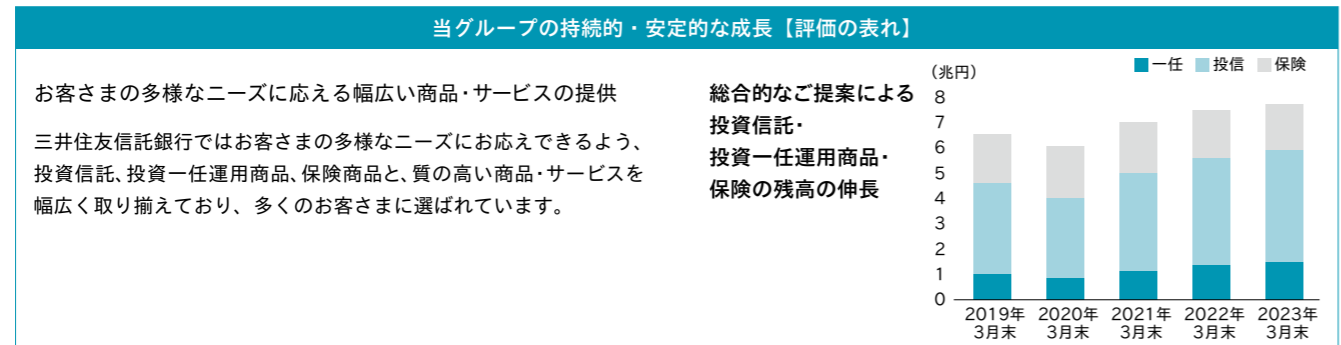 当グループの持続的・安定的な成長【評価の表れ】
お客さまの多様なニーズに応える幅広い商品・サービスの提供
三井住友信託銀行ではお客さまの多様なニーズにお応えできるよう、
投資信託、投資一任運用商品、保険商品と、質の高い商品・サービスを
幅広く取り揃えており、多くのお客さまに選ばれています。
総合的なご提案による
投資信託・
投資一任運用商品・
保険の残高の伸長
(兆円)
一任 投信 保険
8
7
6
5
4
3
2
1
0
2019年 2020年 2021年 2022年 2023年
3月末 3月末 3月末 3月末 3月末